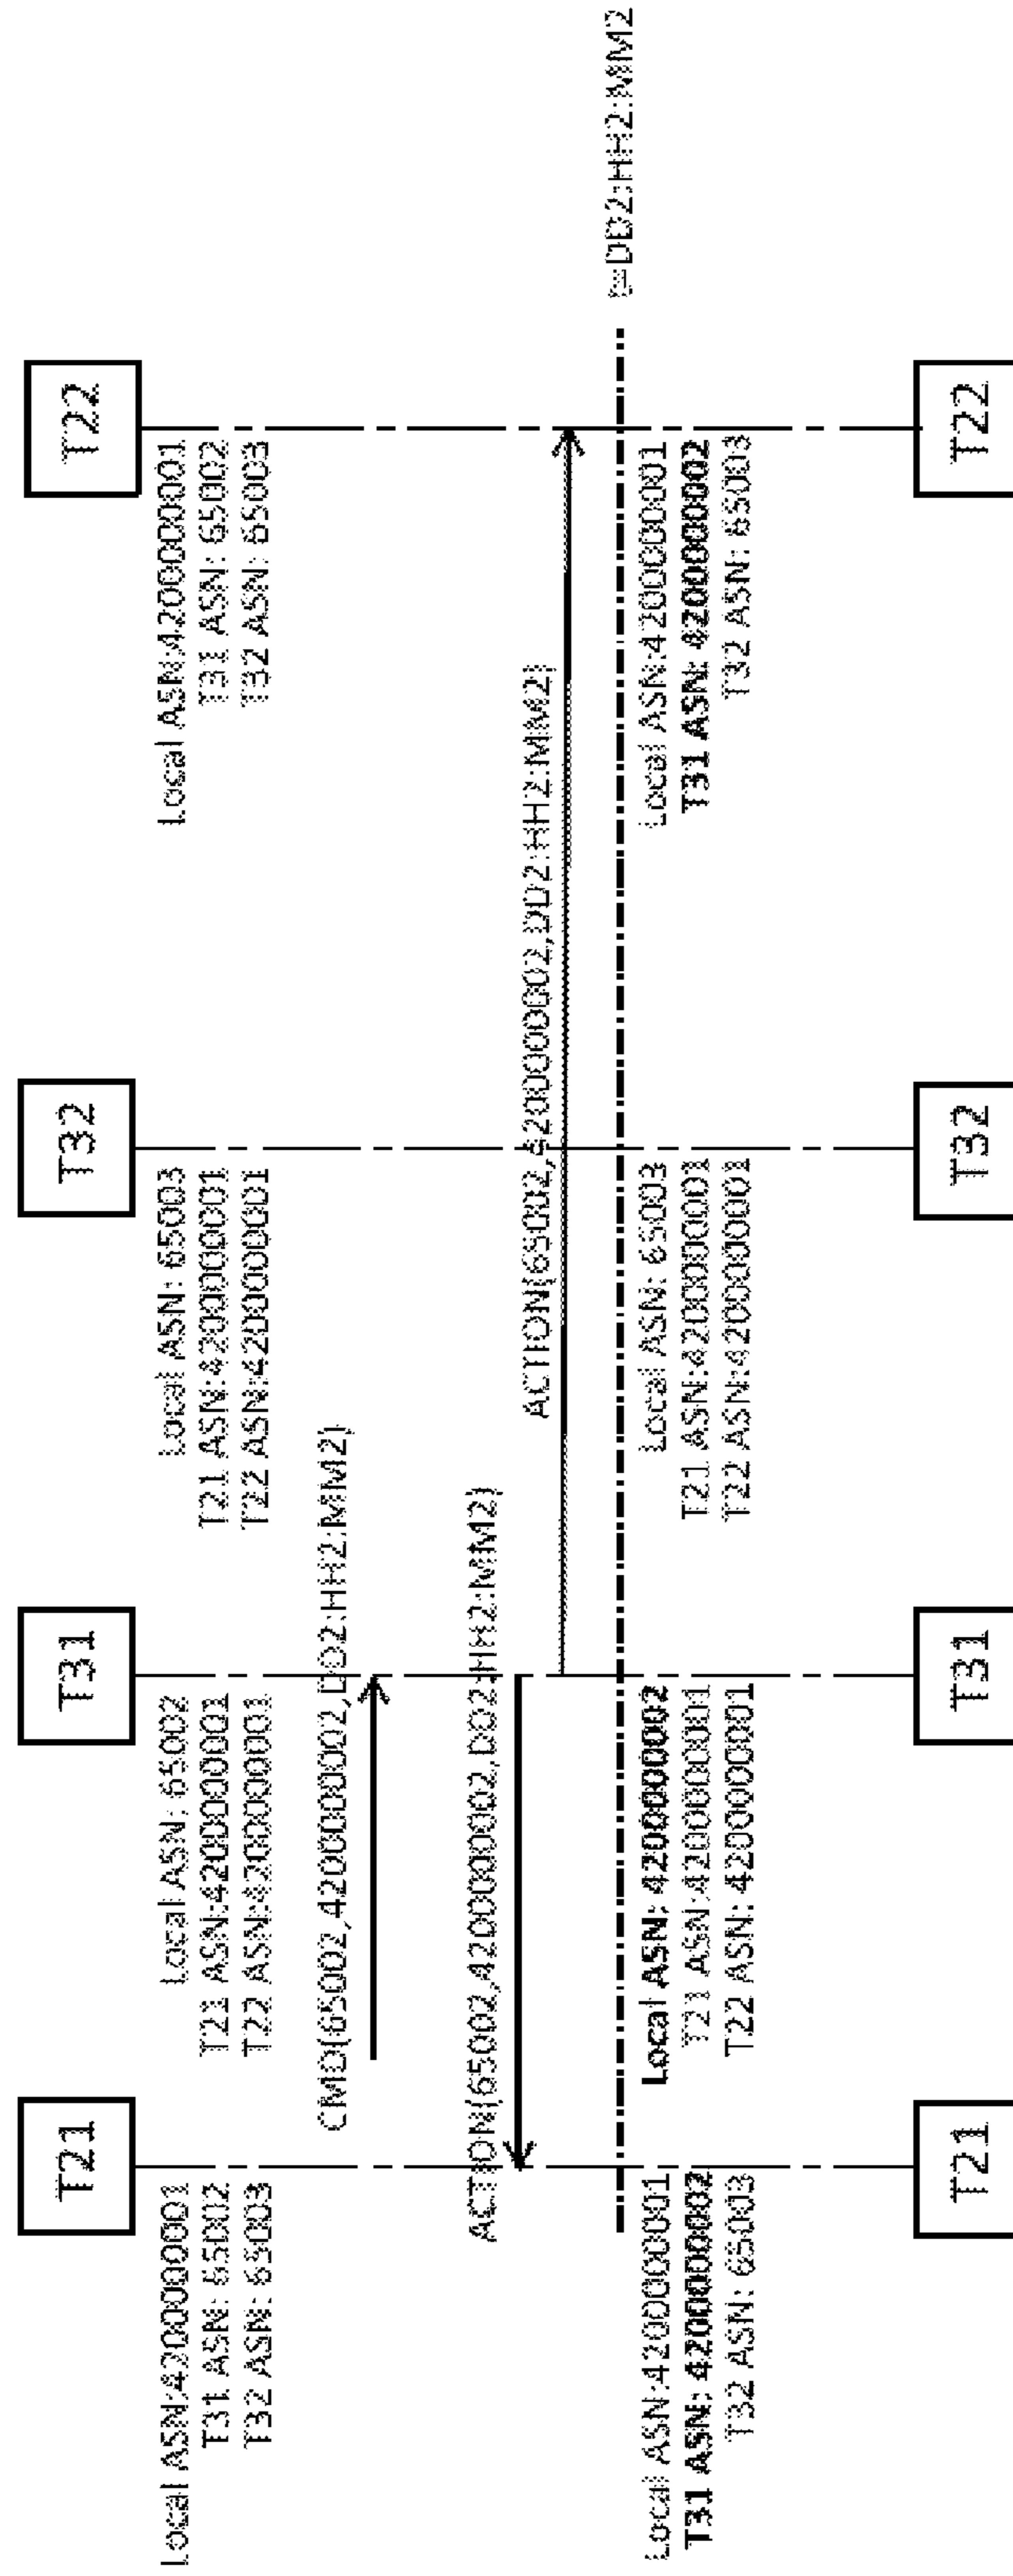 T21
T31
T32
T22
Local ASN:4200000001
T31 ASN: 65002
T32 ASN: 65003
Local ASN: 65002
T21 ASN:4200000001
T22 ASN:4200000001
Local ASN: 65003
T21 ASN:4200000001
T22 ASN:4200000001
Local ASN:4200000001
T31 ASN: 65002
T32 ASN: 65003
CMD(65002,4200000002,DD2:HH2:MM2)
ACTION(65002,4200000002,DD2:HH2:MM2)
ACTION(65002,4200000002,DD2:HH2:MM2)
t=DD2:HH2:MM2
Local ASN:4200000001
T31 ASN: 4200000002
T32 ASN: 65003
Local ASN: 4200000002
T21 ASN:4200000001
T22 ASN: 4200000001
Local ASN: 65003
T21 ASN:4200000001
T22 ASN:4200000001
Local ASN:4200000001
T31 ASN: 4200000002
T32 ASN: 65003
T21
T31
T32
T22